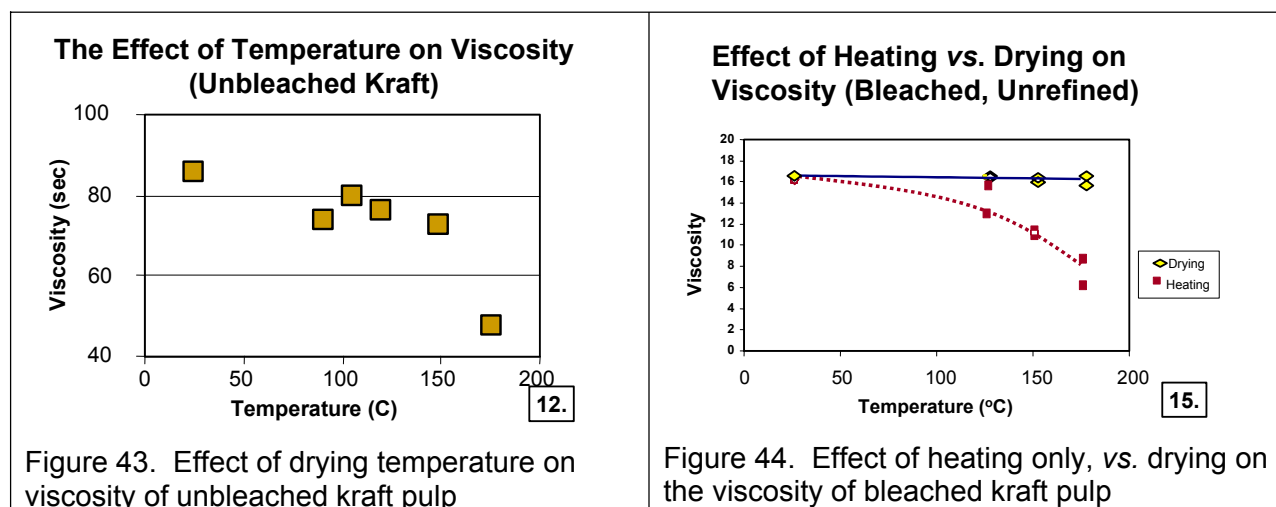 The Effect of Temperature on Viscosity
(Unbleached Kraft)
100
80
60
40
0
50
100
150
200
Viscosity (sec)
Temperature (C)
12.
Figure 43. Effect of drying temperature on
viscosity of unbleached kraft pulp
Effect of Heating vs. Drying on
Viscosity (Bleached, Unrefined)
20
18
16
14
12
10
8
6
4
2
0
0
50
100
150
200
Viscosity
Temperature (oC)
Drying
Heating
15.
Figure 44. Effect of heating only, vs. drying on
the viscosity of bleached kraft pulp